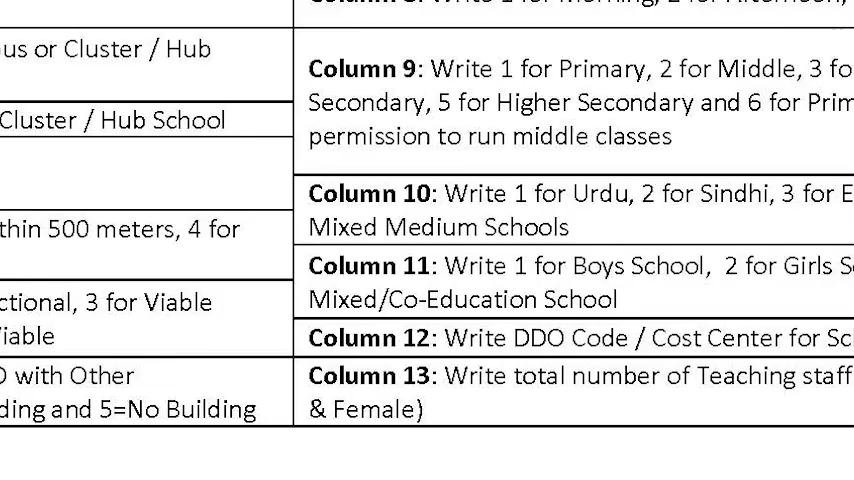 us or Cluster / Hub
Cluster / Hub School
thin 500 meters, 4 for
ctional, 3 for Viable
Viable
D with Other
ding and 5=No Building
Column 9: Write 1 for Primary, 2 for Middle, 3 fo
Secondary, 5 for Higher Secondary and 6 for Prim
permission to run middle classes
Column 10: Write 1 for Urdu, 2 for Sindhi, 3 for E
Mixed Medium Schools
Column 11: Write 1 for Boys School, 2 for Girls S
Mixed/Co-Education School
Column 12: Write DDO Code / Cost Center for Sc
Column 13: Write total number of Teaching staff
& Female)